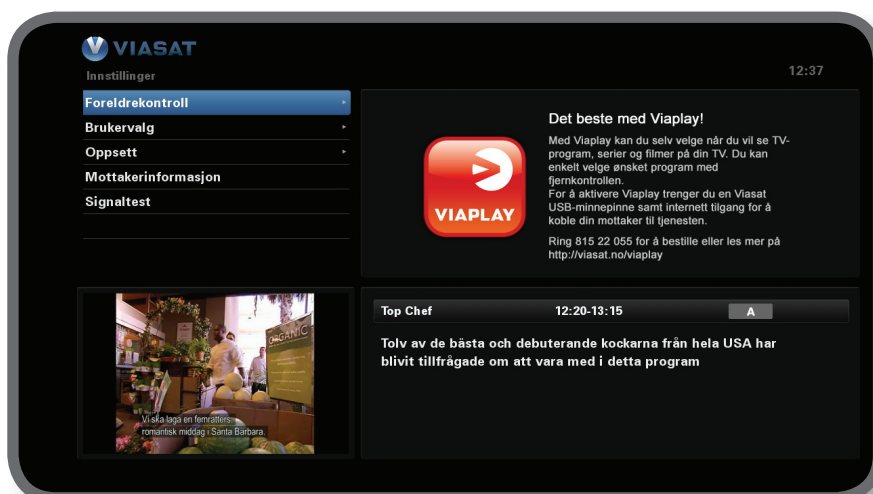 VIASAT
Innstillinger
12:37
Foreldrekontroll
Brukervalg
Oppsett
Mottakerinformasjon
Signaltest
Det beste med Viaplay!
Med Viaplay kan du selv velge når du vil se TV-
program, serier og filmer på din TV. Du kan
enkelt velge ønsket program med
fjernkontrollen.
For å aktivere Viaplay trenger du en Viasat
USB-minnepinne samt internett tilgang for å
koble din mottaker til tjenesten.
Ring 815 22 055 for å bestille eller les mer på
http://viasat.no/viaplay
VIAPLAY
ORGANIC
Vi ska laga en femrätters,
romantisk middag i Santa Barbara.
Top Chef 12:20-13:15 A
Tolv av de bästa och debuterande kockarna från hela USA har
blivit tillfrågade om att vara med i detta program